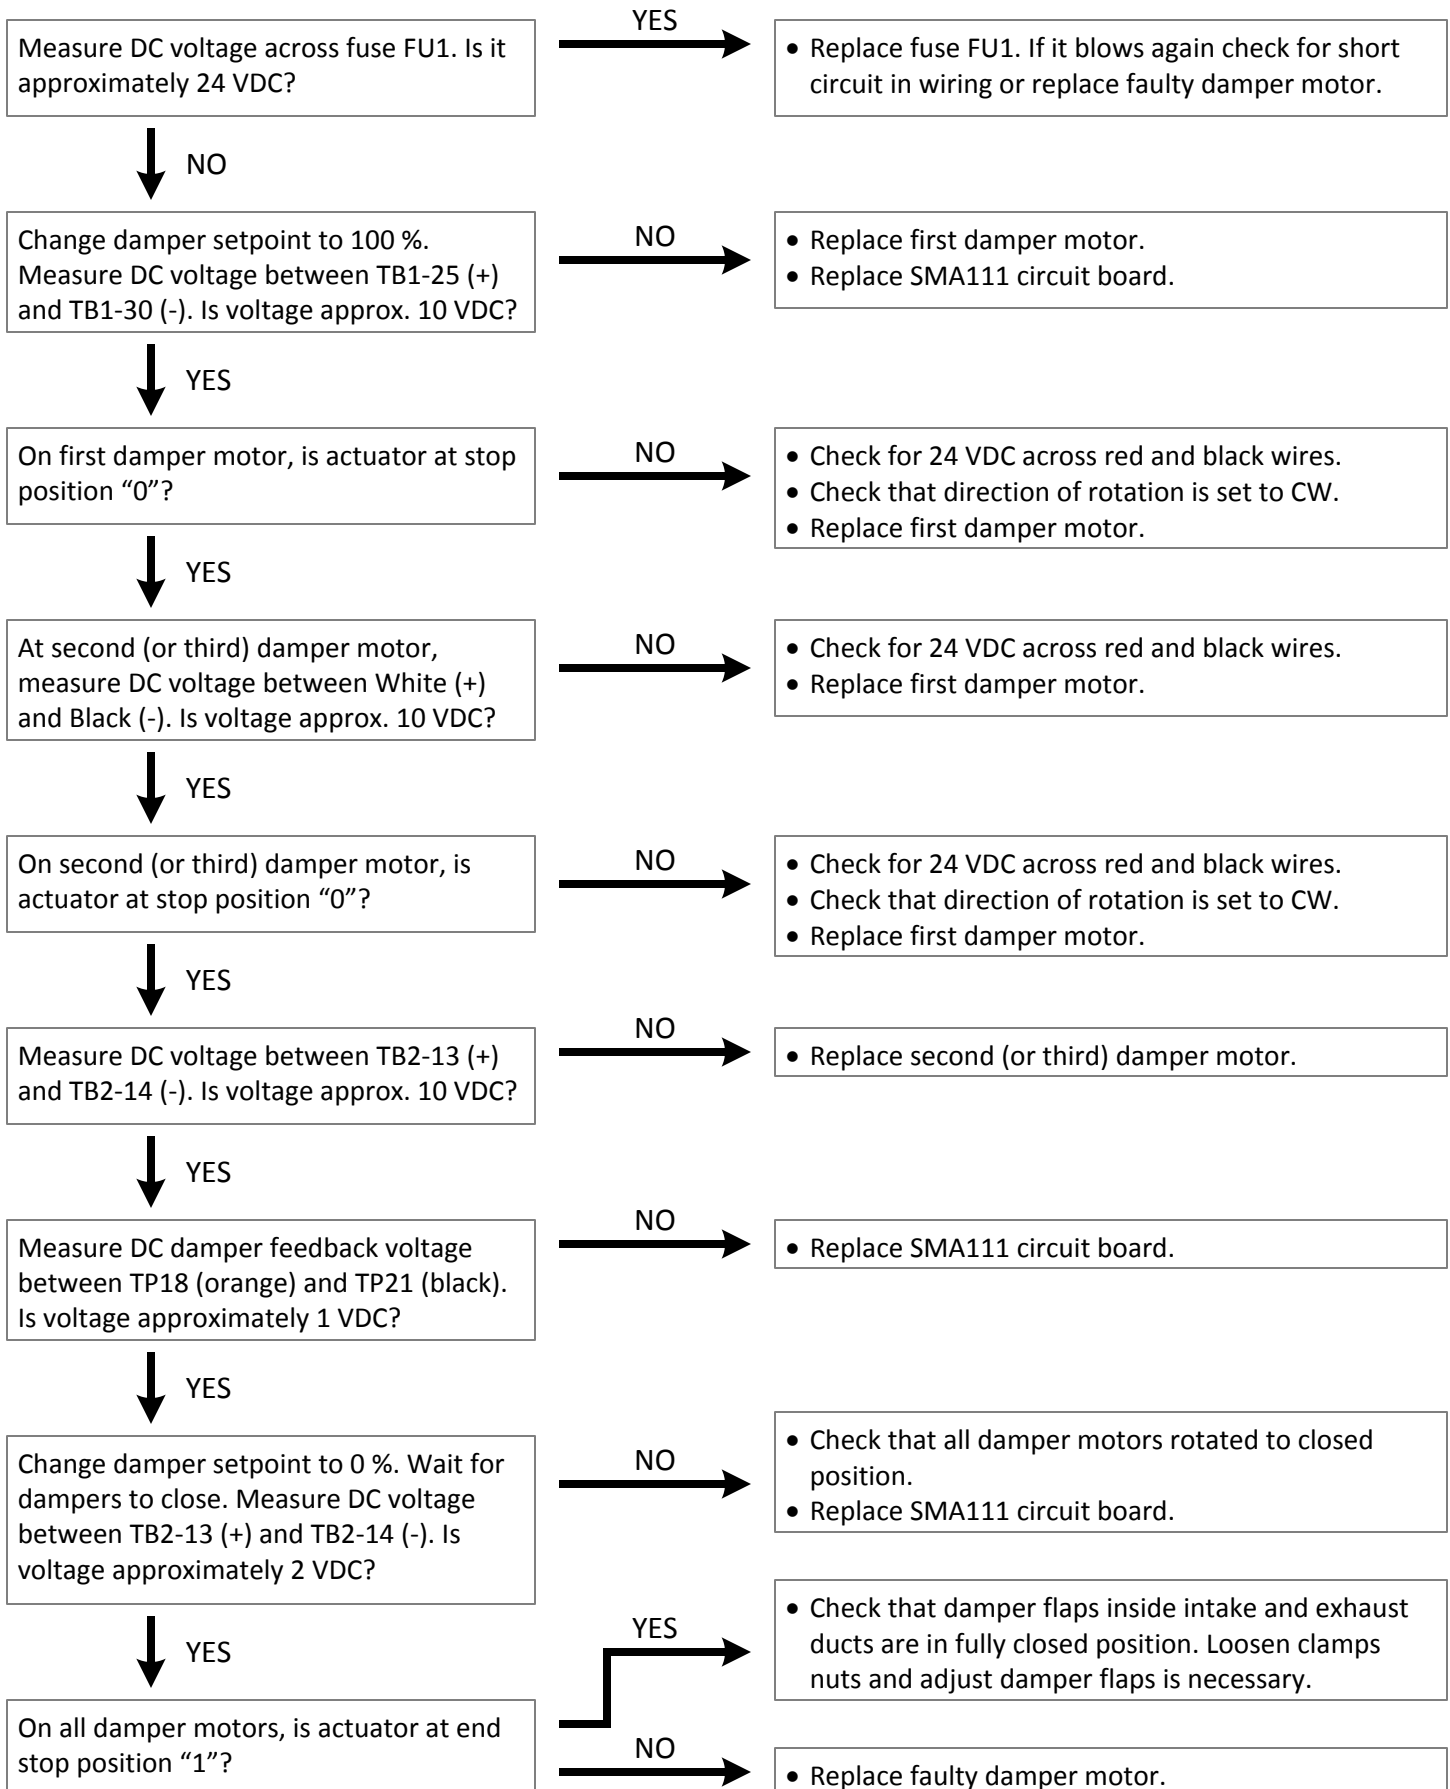 Measure DC voltage across fuse FU1. Is it
approximately 24 VDC?
YES
• Replace fuse FU1. If it blows again check for short
circuit in wiring or replace faulty damper motor.
NO
Change damper setpoint to 100 %.
Measure DC voltage between TB1-25 (+)
and TB1-30 (-). Is voltage approx. 10 VDC?
NO
• Replace first damper motor.
• Replace SMA111 circuit board.
YES
On first damper motor, is actuator at stop
position “0”?
NO
• Check for 24 VDC across red and black wires.
• Check that direction of rotation is set to CW.
• Replace first damper motor.
YES
At second (or third) damper motor,
measure DC voltage between White (+)
and Black (-). Is voltage approx. 10 VDC?
NO
• Check for 24 VDC across red and black wires.
• Replace first damper motor.
YES
On second (or third) damper motor, is
actuator at stop position “0”?
NO
• Check for 24 VDC across red and black wires.
• Check that direction of rotation is set to CW.
• Replace first damper motor.
YES
Measure DC voltage between TB2-13 (+)
and TB2-14 (-). Is voltage approx. 10 VDC?
NO
• Replace second (or third) damper motor.
YES
Measure DC damper feedback voltage
between TP18 (orange) and TP21 (black).
Is voltage approximately 1 VDC?
NO
• Replace SMA111 circuit board.
YES
Change damper setpoint to 0 %. Wait for
dampers to close. Measure DC voltage
between TB2-13 (+) and TB2-14 (-). Is
voltage approximately 2 VDC?
NO
• Check that all damper motors rotated to closed
position.
• Replace SMA111 circuit board.
YES
On all damper motors, is actuator at end
stop position “1”?
YES
• Check that damper flaps inside intake and exhaust
ducts are in fully closed position. Loosen clamps
nuts and adjust damper flaps is necessary.
NO
• Replace faulty damper motor.